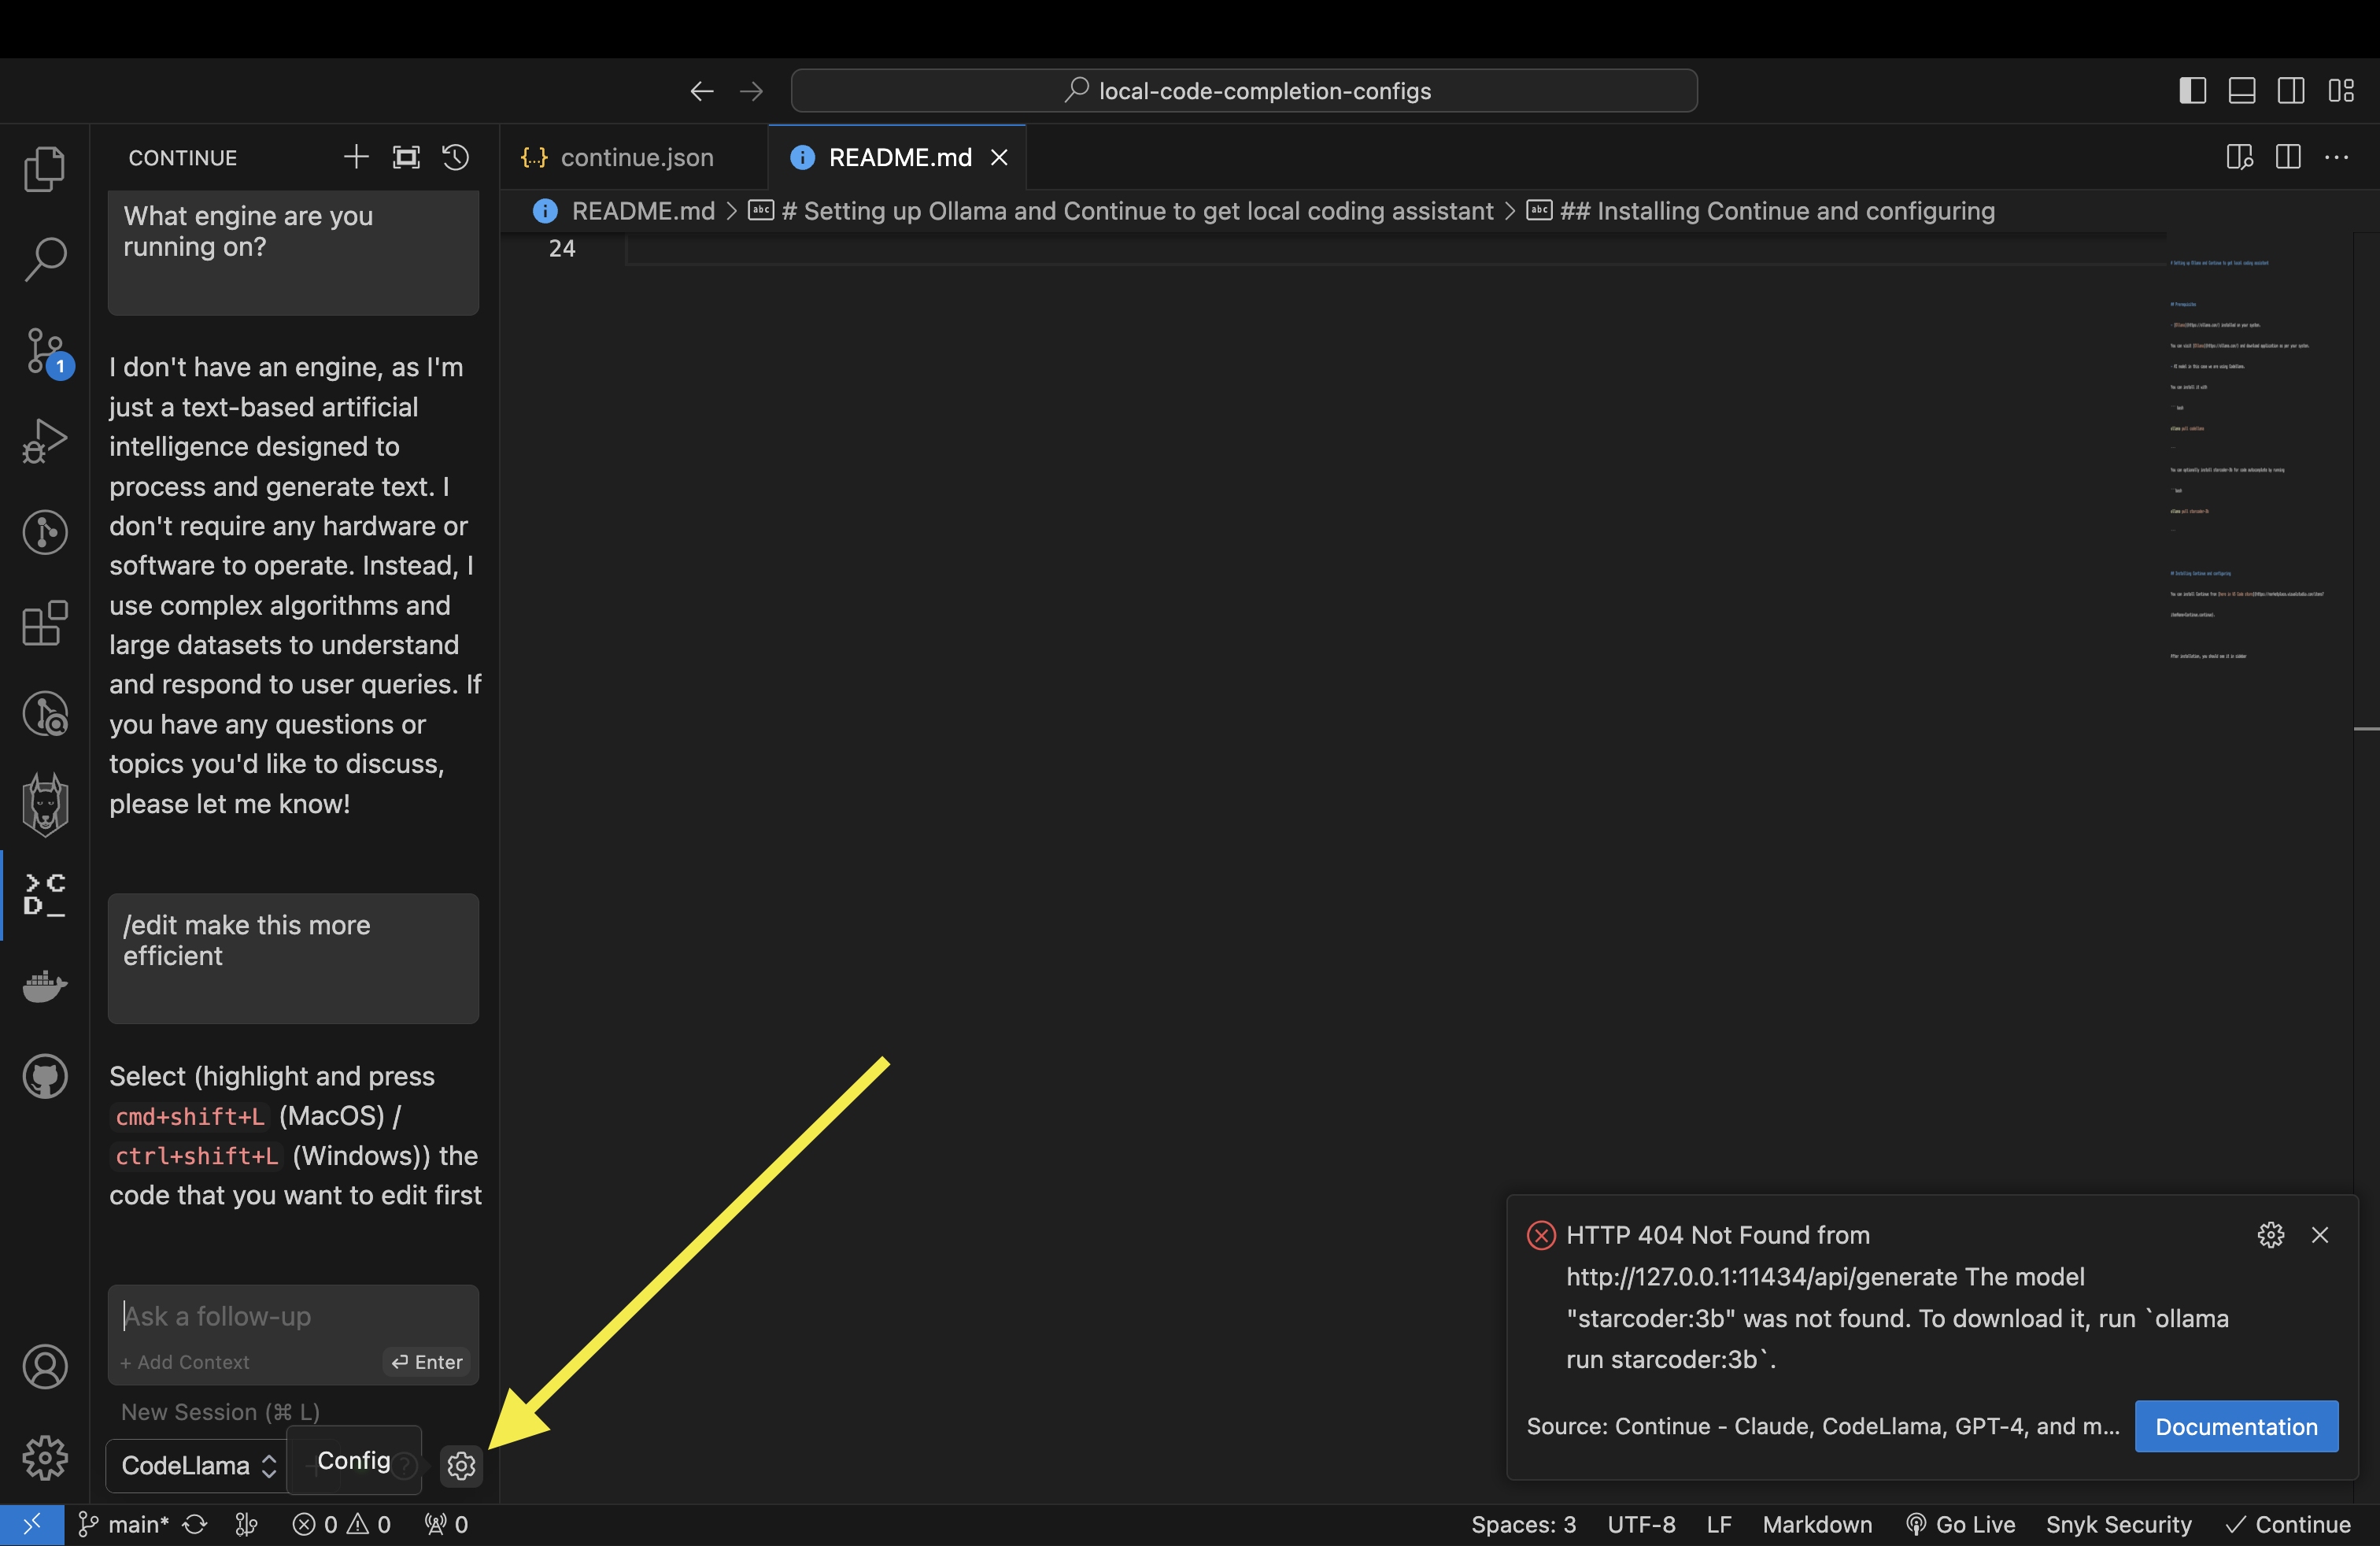 local-code-completion-configs
CONTINUE
continue.json
README.md
README.md > # Setting up Ollama and Continue to get local coding assistant > ## Installing Continue and configuring
24
What engine are you
running on?
I don't have an engine, as I'm
just a text-based artificial
intelligence designed to
process and generate text. I
don't require any hardware or
software to operate. Instead, I
use complex algorithms and
large datasets to understand
and respond to user queries. If
you have any questions or
topics you'd like to discuss,
please let me know!
1
/edit make this more
efficient
Select (highlight and press
cmd+shift+L (MacOS) /
ctrl+shift+L (Windows)) the
code that you want to edit first
Ask a follow-up
+ Add Context
Enter
New Session (⌘ L)
CodeLlama
Config
HTTP 404 Not Found from
http://127.0.0.1:11434/api/generate The model
"starcoder:3b" was not found. To download it, run `ollama
run starcoder:3b`.
Source: Continue - Claude, CodeLlama, GPT-4, and m...
Documentation
main* 0 0 0
Spaces: 3 UTF-8 LF Markdown Go Live Snyk Security Continue